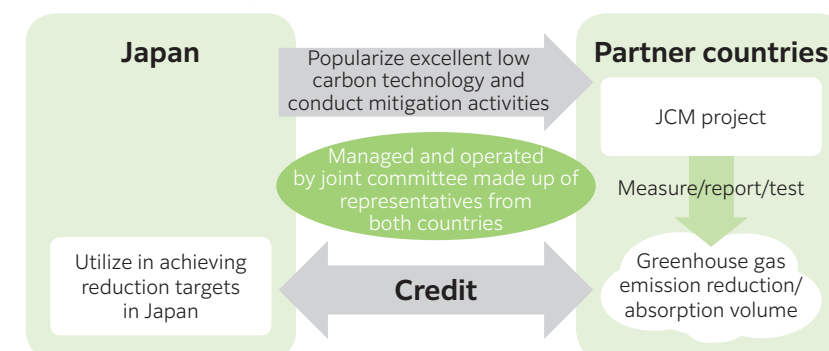 Japan
Popularize excellent low
carbon technology and
conduct mitigation activities
Partner countries
JCM project
Managed and operated
by joint committee made up of
representatives from
both countries
Measure/report/test
Utilize in achieving
reduction targets
in Japan
Credit
Greenhouse gas
emission reduction/
absorption volume